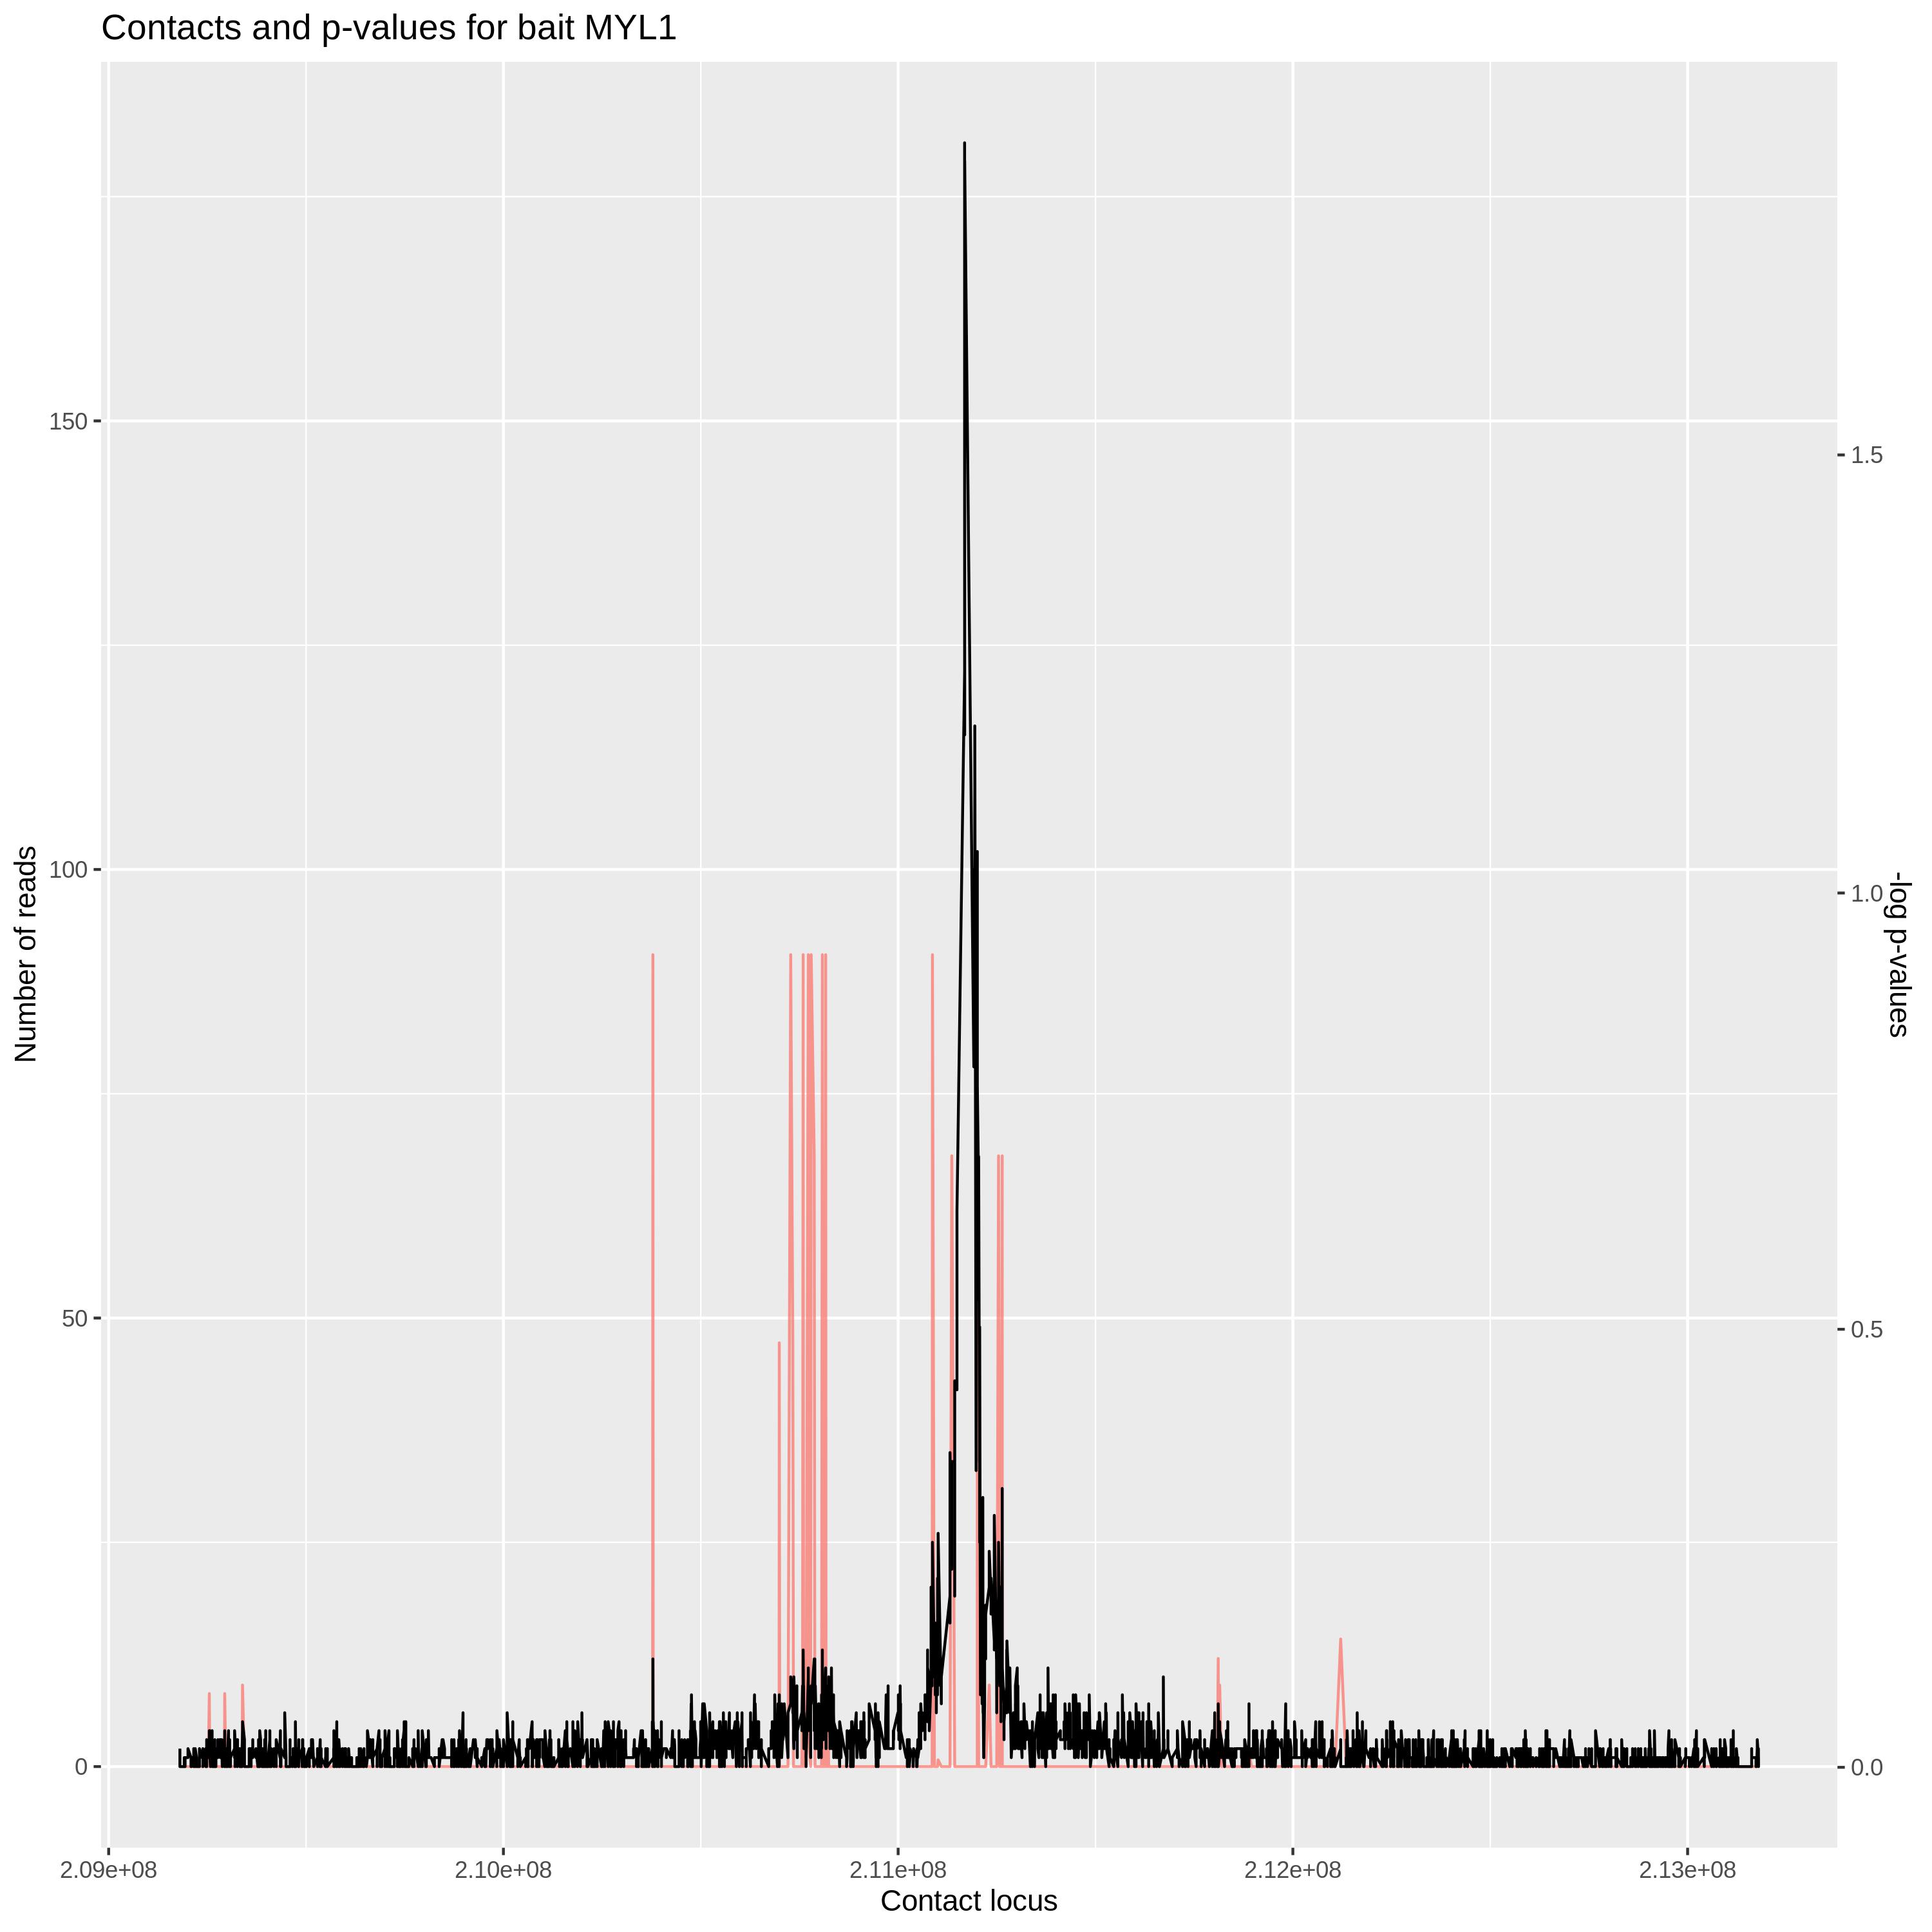 Contacts and p-values for bait MYL1
150
100
50
0
Number of reads
1.5
1.0
0.5
0.0
-log p-values
2.09e+08
2.10e+08
2.11e+08
2.12e+08
2.13e+08
Contact locus